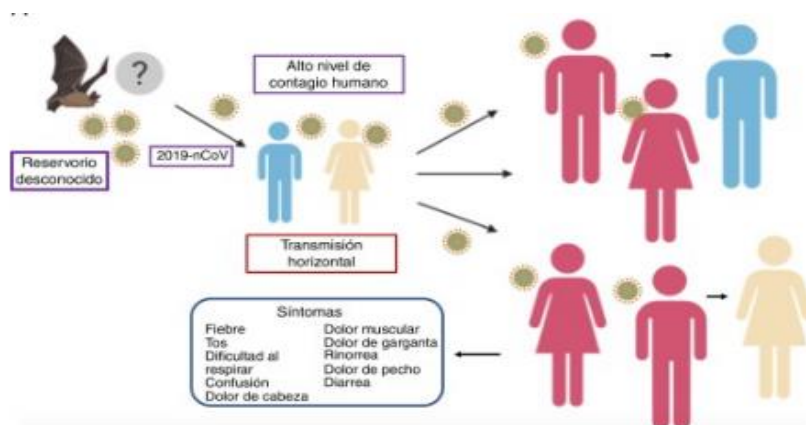 Alto nivel de
contagio humano
?
Reservorio
desconocido
2019-nCoV
Transmisión
horizontal
Síntomas
Fiebre
Tos
Dificultad al
respirar
Confusión
Dolor de cabeza
Dolor muscular
Dolor de garganta
Rinorrea
Dolor de pecho
Diarrea